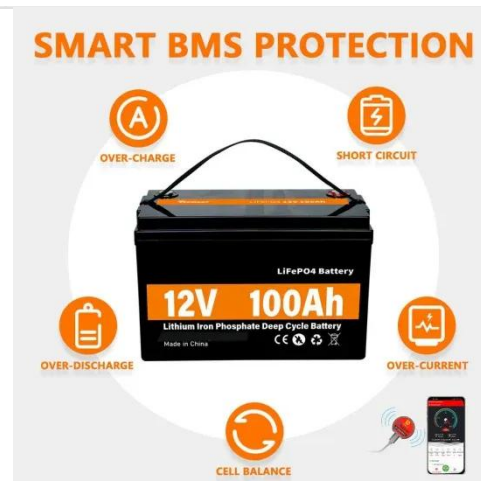 SMART BMS PROTECTION
OVER-CHARGE
SHORT CIRCUIT
LiFePO4 Battery
12V 100Ah
Lithium Iron Phosphate Deep Cycle Battery
Made in China
CE
OVER-DISCHARGE
OVER-CURRENT
CELL BALANCE